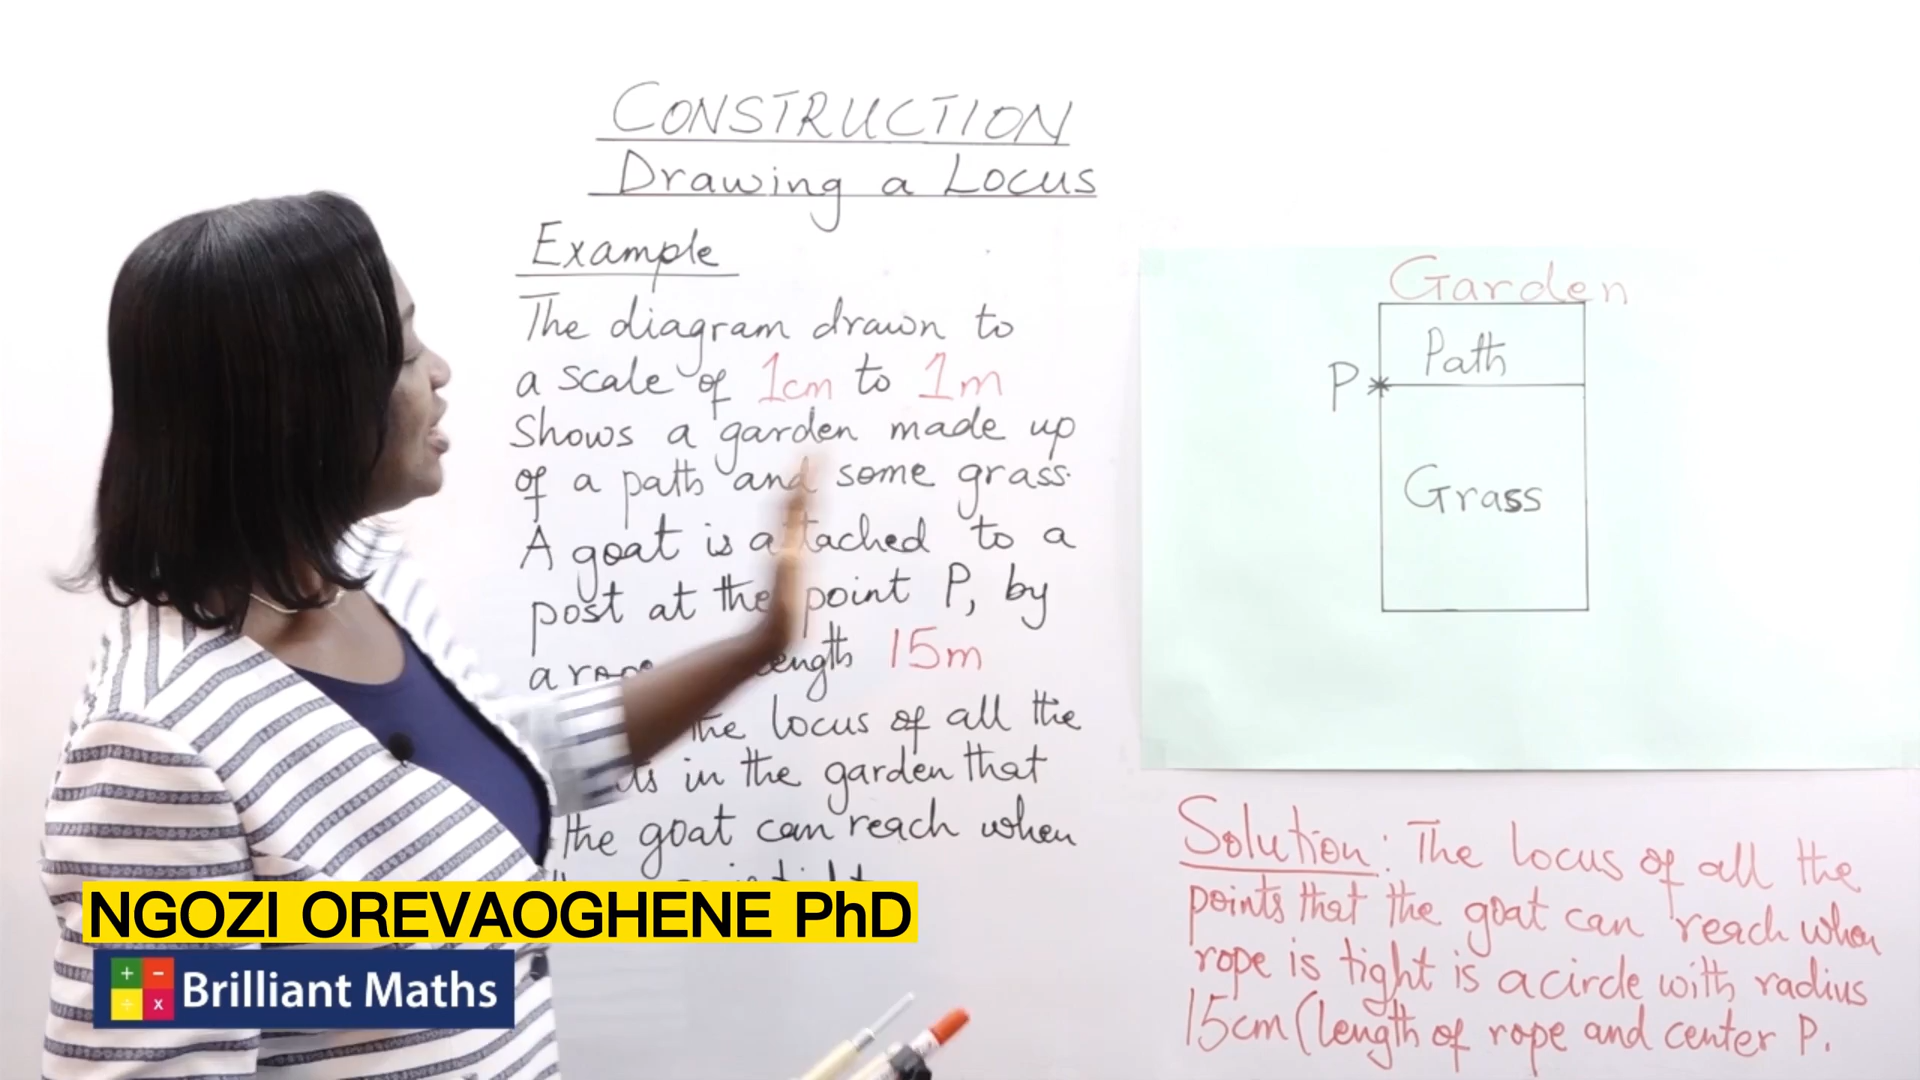 CONSTRUCTION
Drawing a Locus
Example
The diagram drawn to
a scale of 1cm to 1m
Shows a garden made up
of a path and some grass.
A goat is attached to a
post at the point P, by
a length 15m
the locus of all the
in the garden that
the goat can reach when
Garden
Path
P
Grass
Solution: The locus of all the
points that the goat can reach when
rope is tight is a circle with radius
15cm (length of rope and center P.
NGOZI OREVAOGHENE PhD
+ − ÷ x
Brilliant Maths